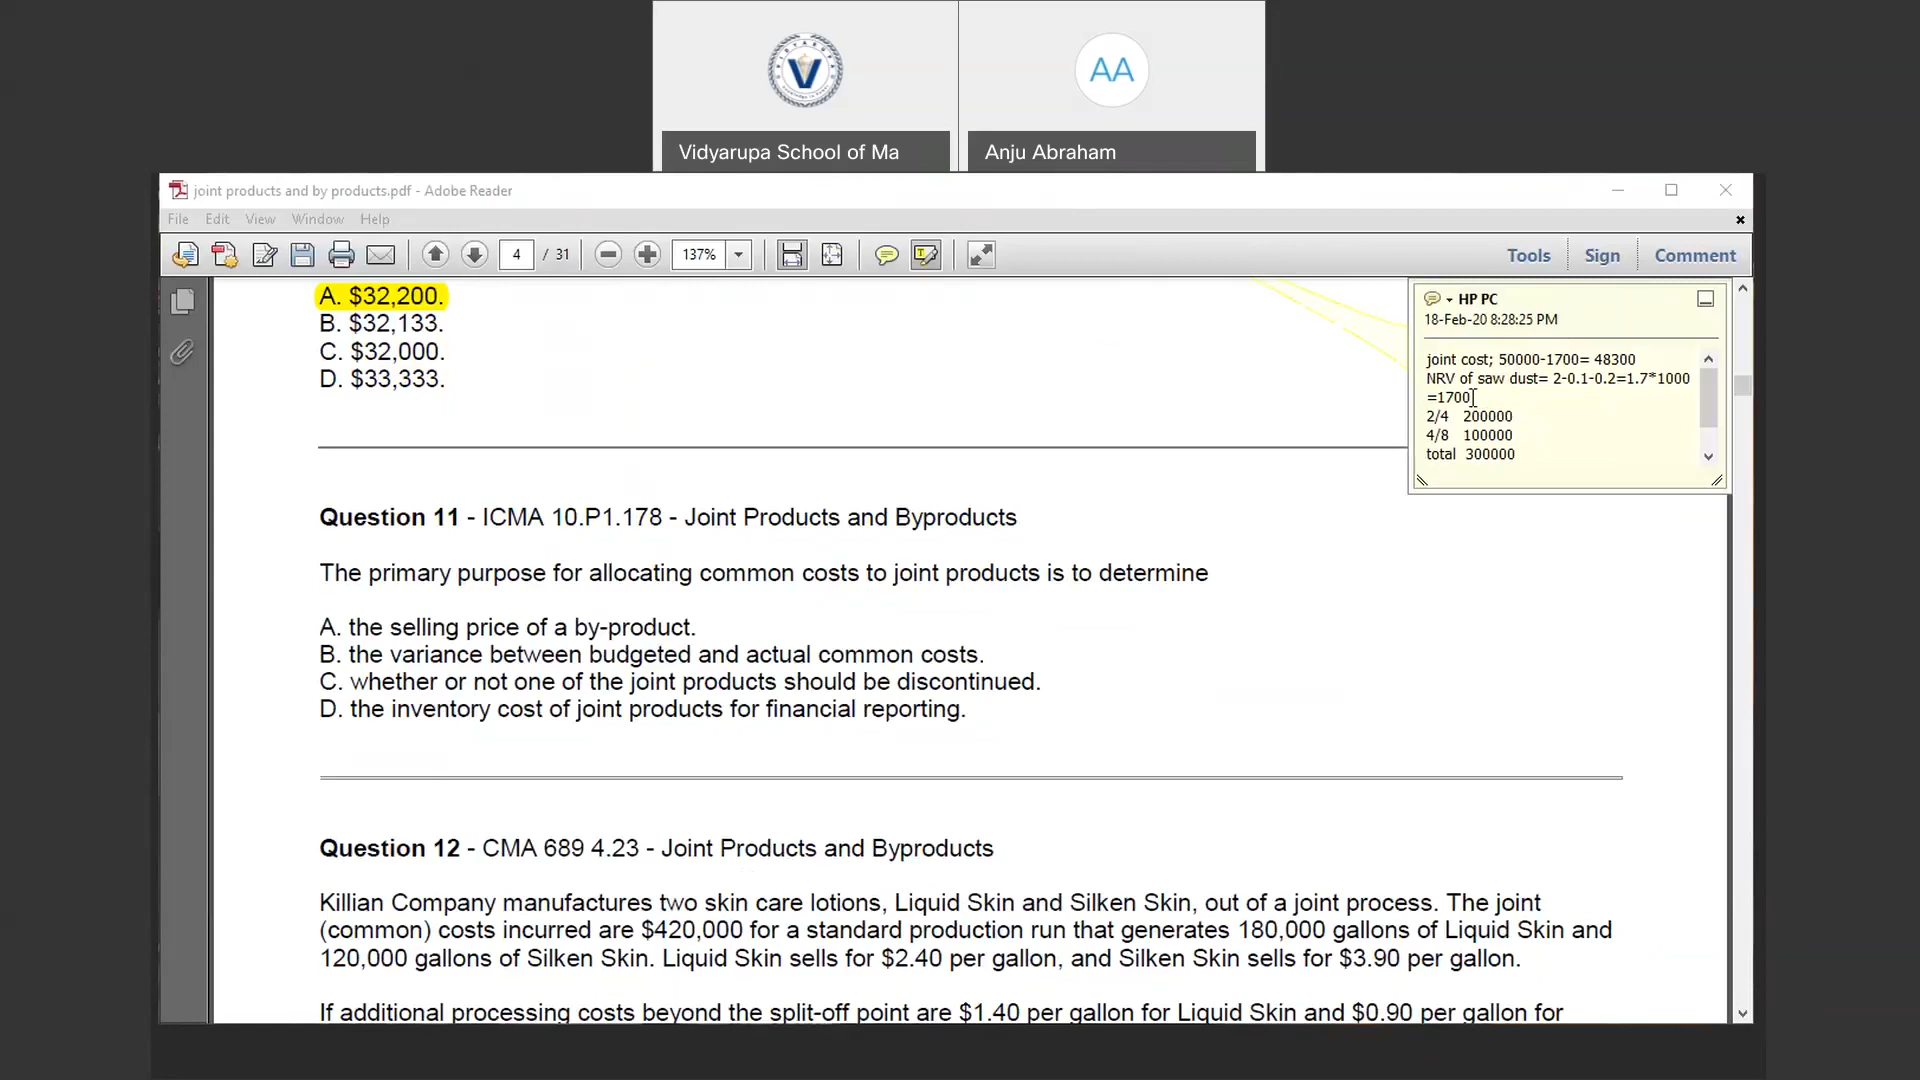 V
AA
Vidyarupa School of Ma
Anju Abraham
joint products and by products.pdf - Adobe Reader
File Edit View Window Help
4 / 31 137% Tools Sign Comment
A. $32,200.
B. $32,133.
C. $32,000.
D. $33,333.
HP PC
18-Feb-20 8:28:25 PM
joint cost; 50000-1700= 48300
NRV of saw dust= 2-0.1-0.2=1.7*1000
=1700
2/4 200000
4/8 100000
total 300000
Question 11 - ICMA 10.P1.178 - Joint Products and Byproducts
The primary purpose for allocating common costs to joint products is to determine
A. the selling price of a by-product.
B. the variance between budgeted and actual common costs.
C. whether or not one of the joint products should be discontinued.
D. the inventory cost of joint products for financial reporting.
Question 12 - CMA 689 4.23 - Joint Products and Byproducts
Killian Company manufactures two skin care lotions, Liquid Skin and Silken Skin, out of a joint process. The joint
(common) costs incurred are $420,000 for a standard production run that generates 180,000 gallons of Liquid Skin and
120,000 gallons of Silken Skin. Liquid Skin sells for $2.40 per gallon, and Silken Skin sells for $3.90 per gallon.
If additional processing costs beyond the split-off point are $1.40 per gallon for Liquid Skin and $0.90 per gallon for